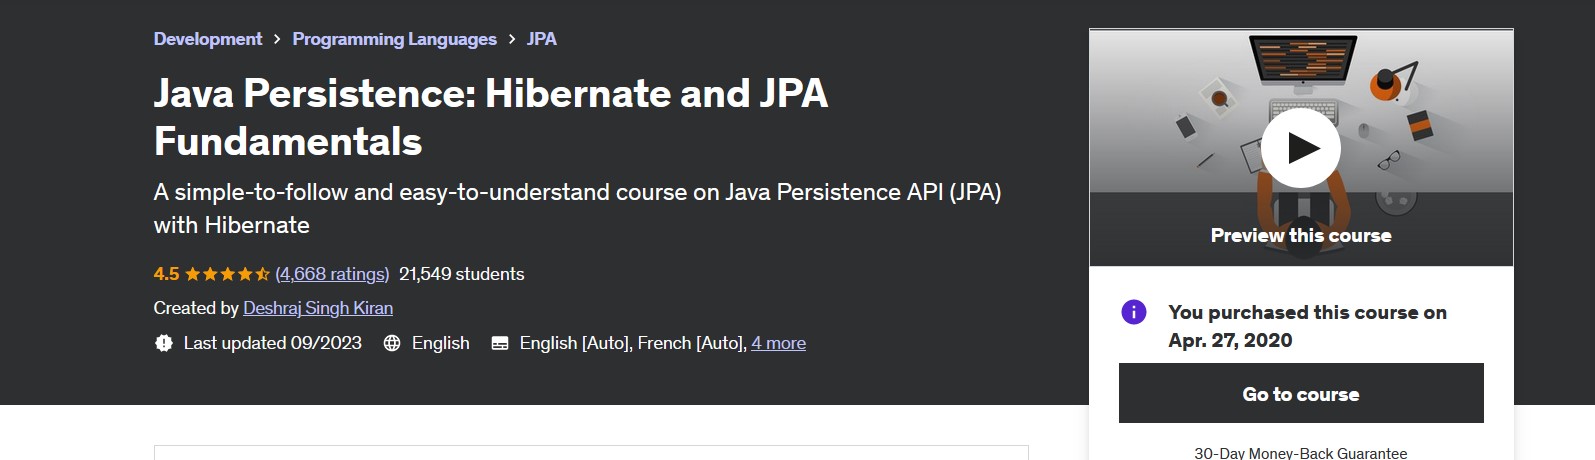 Development > Programming Languages > JPA
Java Persistence: Hibernate and JPA
Fundamentals
A simple-to-follow and easy-to-understand course on Java Persistence API (JPA)
with Hibernate
4.5 (4,668 ratings) 21,549 students
Created by Deshraj Singh Kiran
Last updated 09/2023 English English [Auto], French [Auto], 4 more
Preview this course
You purchased this course on
Apr. 27, 2020
Go to course
30-Day Money-Back Guarantee